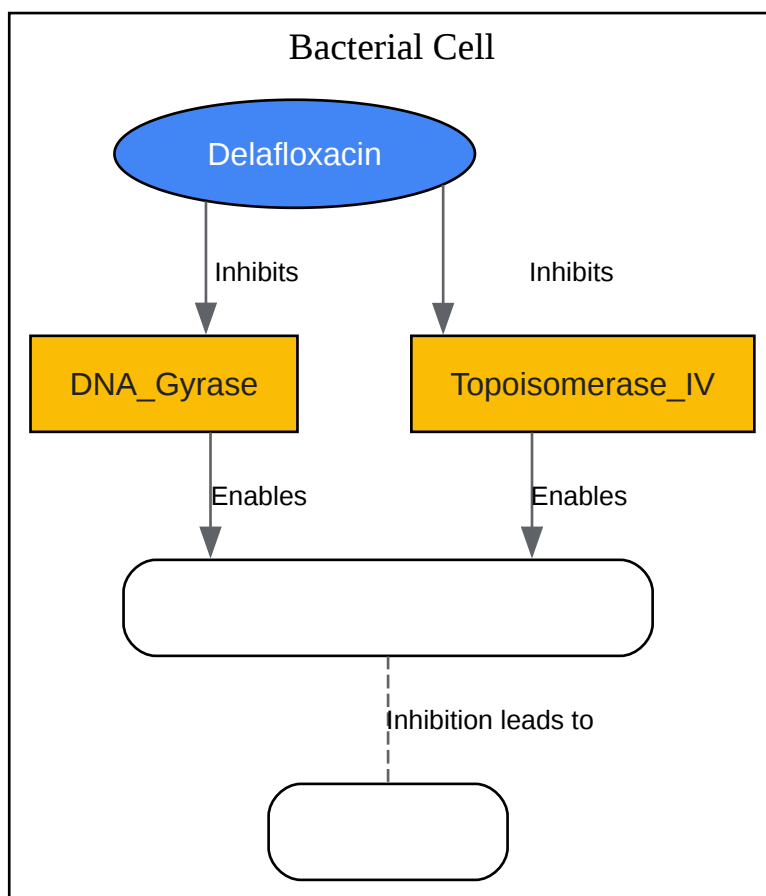 Bacterial Cell
Delafloxacin
Inhibits
Inhibits
DNA_Gyrase
Topoisomerase_IV
Enables
Enables
Inhibition leads to